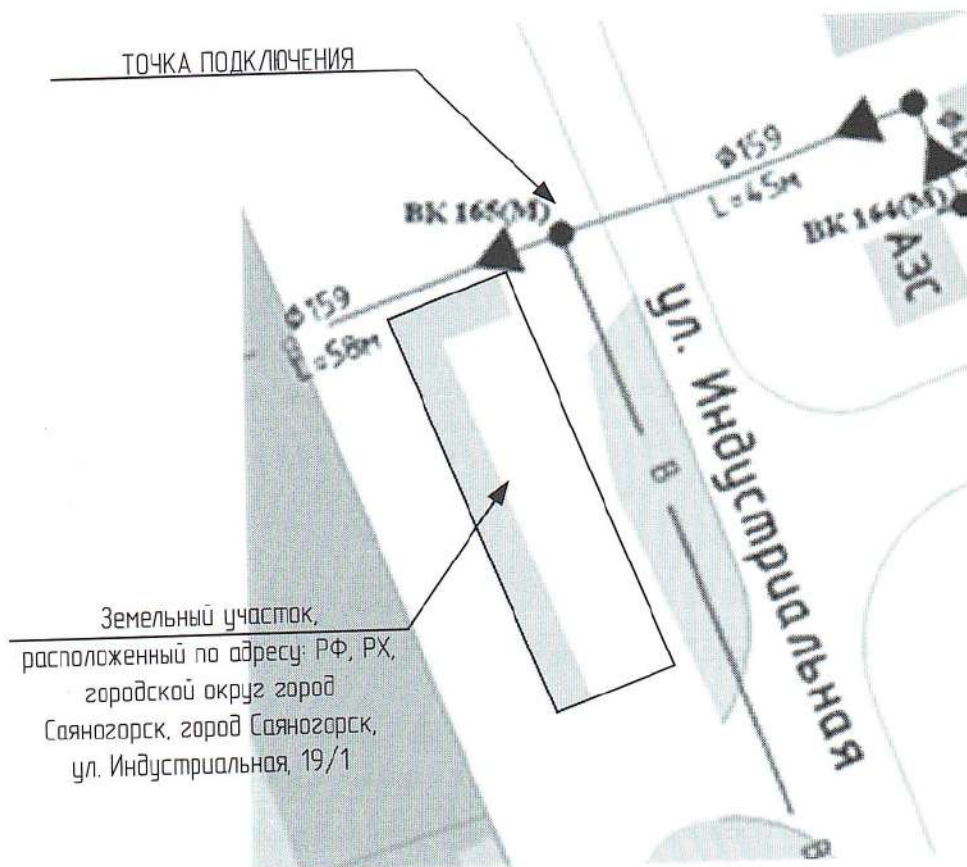 ТОЧКА ПОДКЛЮЧЕНИЯ
Ф159
L=45м
ВК 165(М)
ВК 164(М)
АЗС
Ф159
L=58м
ул. Индустриальная
В
В
Земельный участок,
расположенный по адресу: РФ, РХ,
городской округ город
Саяногорск, город Саяногорск,
ул. Индустриальная, 19/1